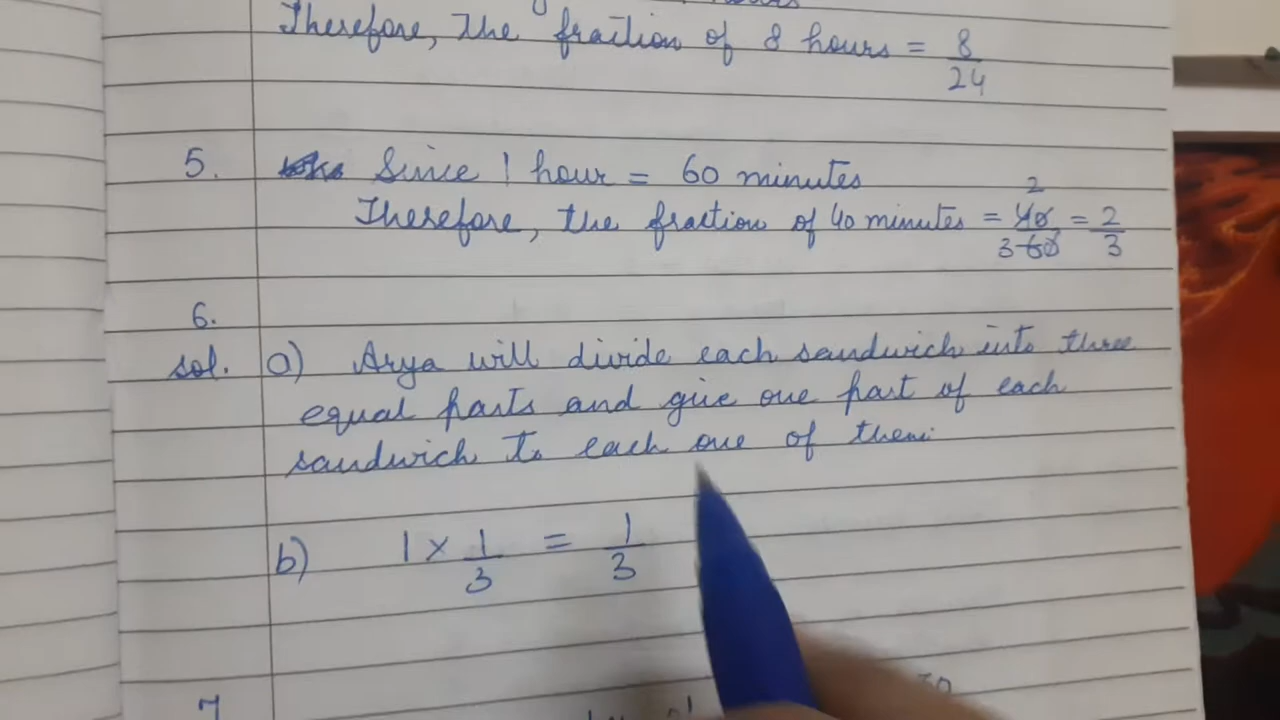 Therefore, the fraction of 8 hours = 8/24
5. Since 1 hour = 60 minutes
Therefore, the fraction of 40 minutes = 40/60 = 2/3
2
3
6.
sol. a) Arya will divide each sandwich into three
equal parts and give one part of each
sandwich to each one of them.
b) 1 × 1/3 = 1/3
7